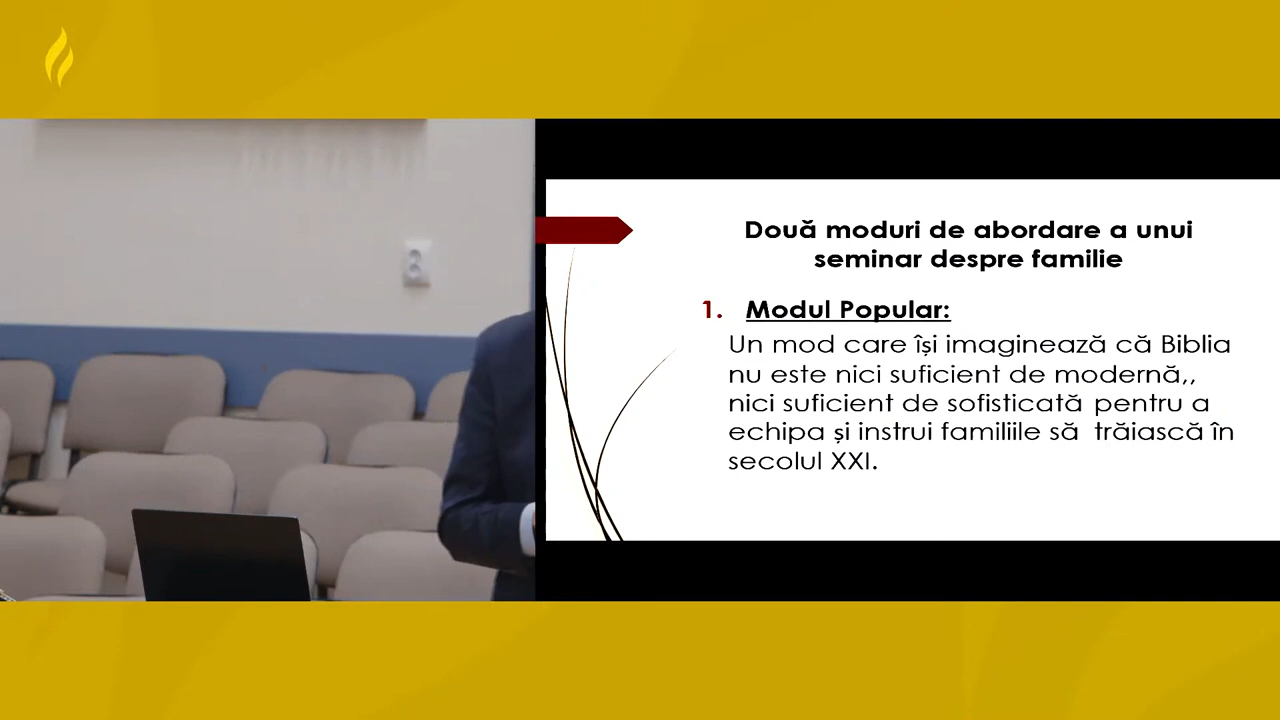 Două moduri de abordare a unui
seminar despre familie
1. Modul Popular:
Un mod care își imaginează că Biblia
nu este nici suficient de modernă,,
nici suficient de sofisticată pentru a
echipa și instrui familiile să trăiască în
secolul XXI.